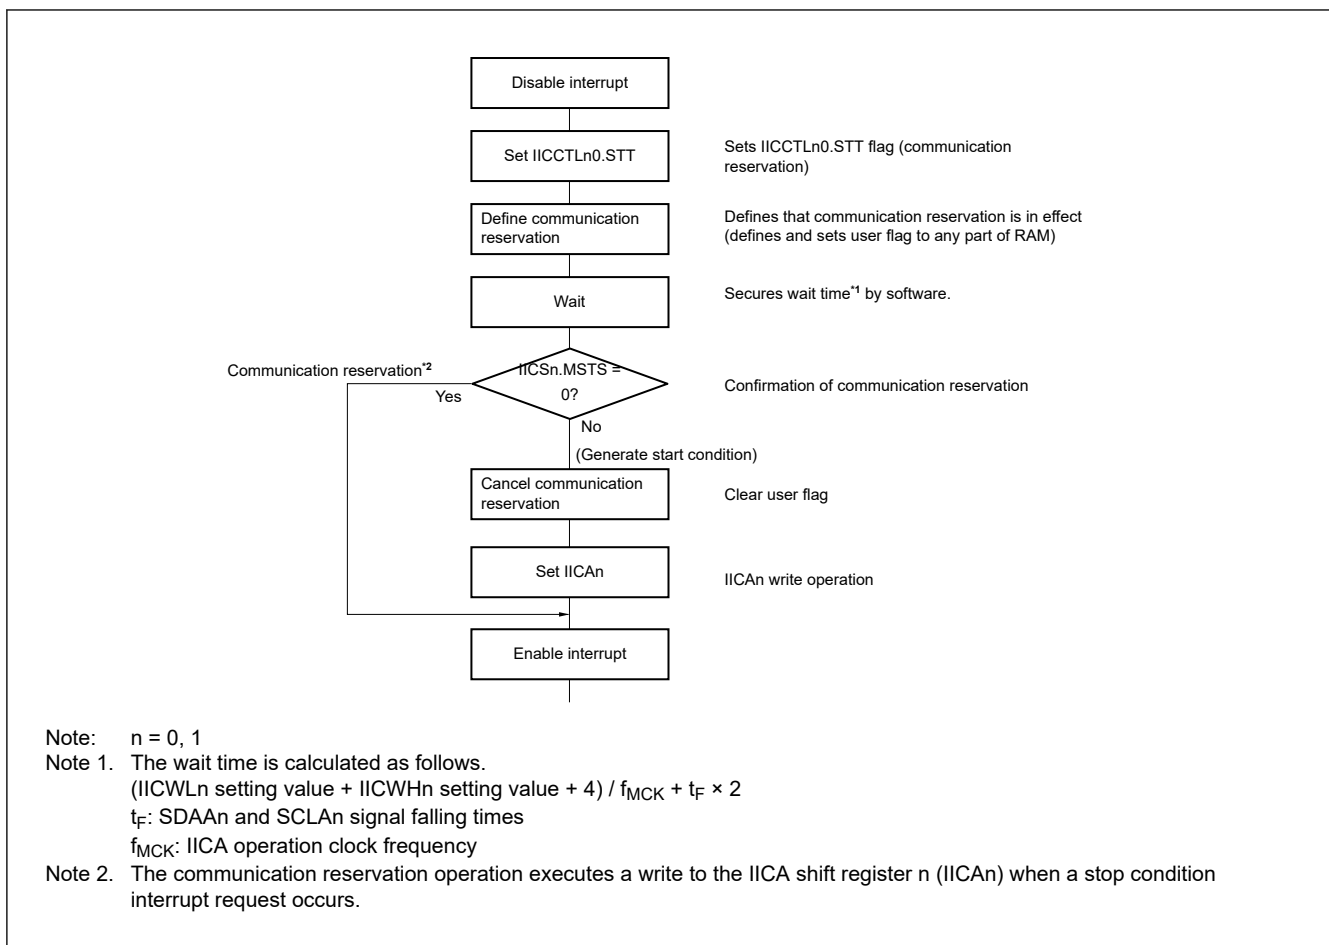 Disable interrupt
Set IICCTLn0.STT
Sets IICCTLn0.STT flag (communication
reservation)
Define communication
reservation
Defines that communication reservation is in effect
(defines and sets user flag to any part of RAM)
Wait
Secures wait time*1 by software.
Communication reservation*2
IICSn.MSTS =
0?
Confirmation of communication reservation
Yes
No
(Generate start condition)
Cancel communication
reservation
Clear user flag
Set IICAn
IICAn write operation
Enable interrupt
Note: n = 0, 1
Note 1. The wait time is calculated as follows.
(IICWLn setting value + IICWHn setting value + 4) / fMCK + tF × 2
tF: SDAAn and SCLAn signal falling times
fMCK: IICA operation clock frequency
Note 2. The communication reservation operation executes a write to the IICA shift register n (IICAn) when a stop condition
interrupt request occurs.